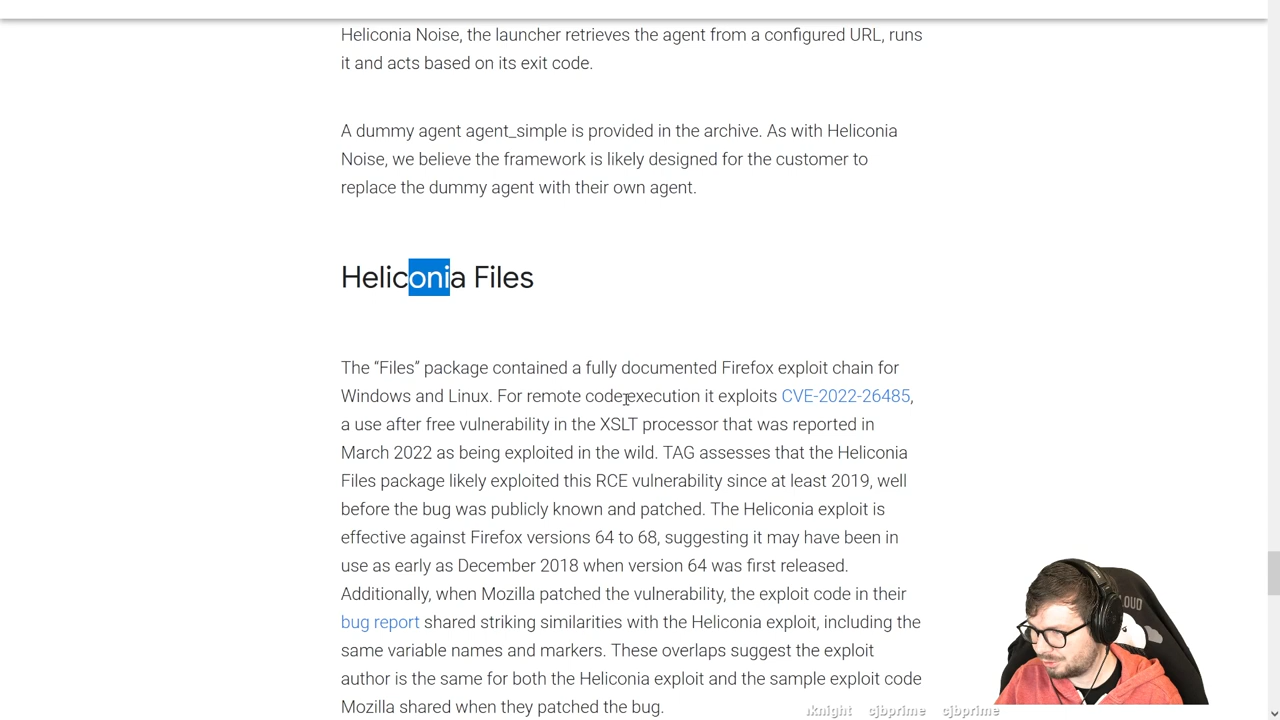 Heliconia Noise, the launcher retrieves the agent from a configured URL, runs
it and acts based on its exit code.
A dummy agent agent_simple is provided in the archive. As with Heliconia
Noise, we believe the framework is likely designed for the customer to
replace the dummy agent with their own agent.
Heliconia Files
The “Files” package contained a fully documented Firefox exploit chain for
Windows and Linux. For remote code execution it exploits CVE-2022-26485,
a use after free vulnerability in the XSLT processor that was reported in
March 2022 as being exploited in the wild. TAG assesses that the Heliconia
Files package likely exploited this RCE vulnerability since at least 2019, well
before the bug was publicly known and patched. The Heliconia exploit is
effective against Firefox versions 64 to 68, suggesting it may have been in
use as early as December 2018 when version 64 was first released.
Additionally, when Mozilla patched the vulnerability, the exploit code in their
bug report shared striking similarities with the Heliconia exploit, including the
same variable names and markers. These overlaps suggest the exploit
author is the same for both the Heliconia exploit and the sample exploit code
Mozilla shared when they patched the bug.
cjbprime cjbprime